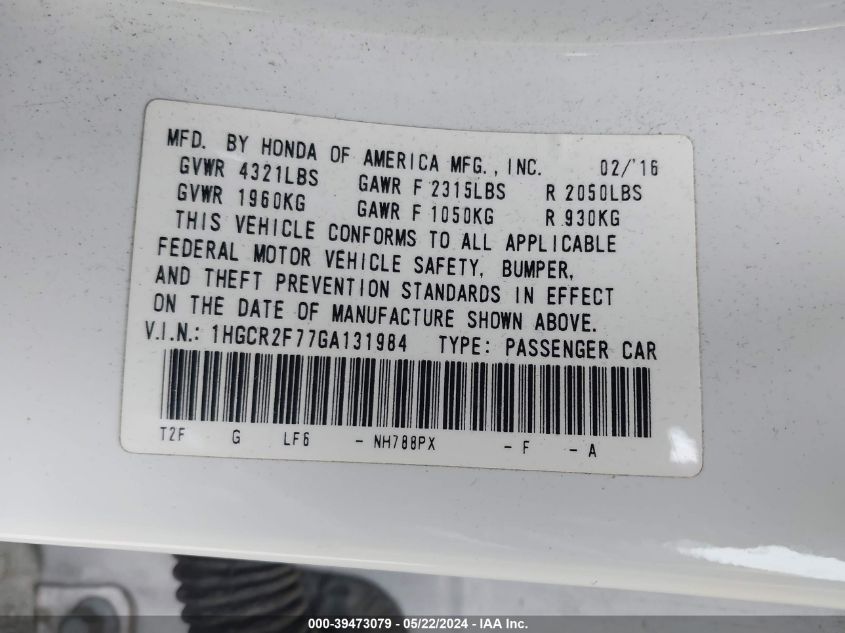 MFD. BY HONDA OF AMERICA MFG., INC. 02/'16
GVWR 4321LBS GAWR F 2315LBS R 2050LBS
GVWR 1960KG GAWR F 1050KG R 930KG
THIS VEHICLE CONFORMS TO ALL APPLICABLE
FEDERAL MOTOR VEHICLE SAFETY, BUMPER,
AND THEFT PREVENTION STANDARDS IN EFFECT
ON THE DATE OF MANUFACTURE SHOWN ABOVE.
V.I.N.: 1HGCR2F77GA131984 TYPE: PASSENGER CAR
T2F G LF6 - NH788PX - F - A
000-39473079 - 05/22/2024 - IAA Inc.